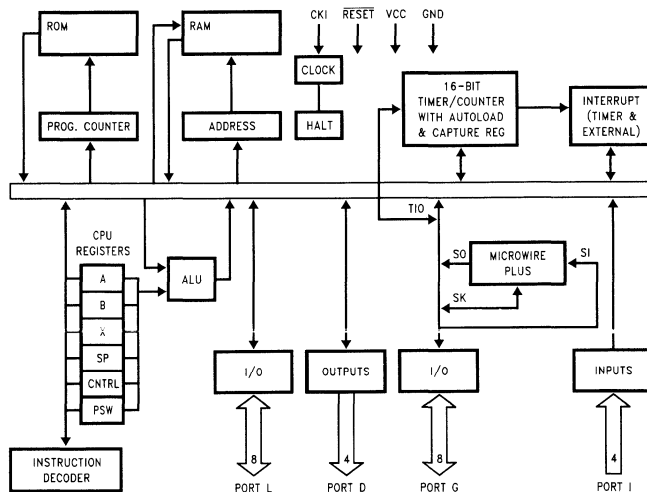 ROM
RAM
CKI
RESET
VCC
GND
CLOCK
HALT
PROG. COUNTER
ADDRESS
16-BIT
TIMER/COUNTER
WITH AUTOLOAD
& CAPTURE REG
INTERRUPT
(TIMER &
EXTERNAL)
TIO
CPU
REGISTERS
A
B
X
SP
CNTRL
PSW
ALU
SO
MICROWIRE
PLUS
SI
SK
I/O
OUTPUTS
I/O
INPUTS
INSTRUCTION
DECODER
8
4
8
4
PORT L
PORT D
PORT G
PORT I